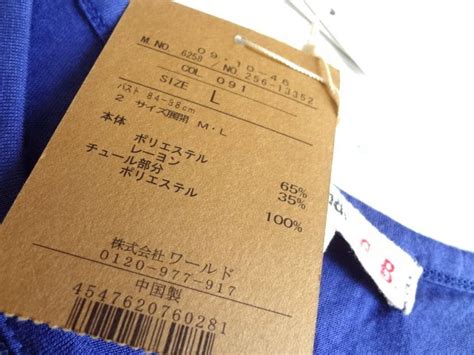 09.10.48
M.NO 6258 / NO 256-13352
COL 091
SIZE L
バスト 84-58cm
2 サイズ展開 M・L
本体
ポリエステル 65%
レーヨン 35%
チュール部分
ポリエステル 100%
株式会社 ワールド
0120-977-917
中国製
4547620760281